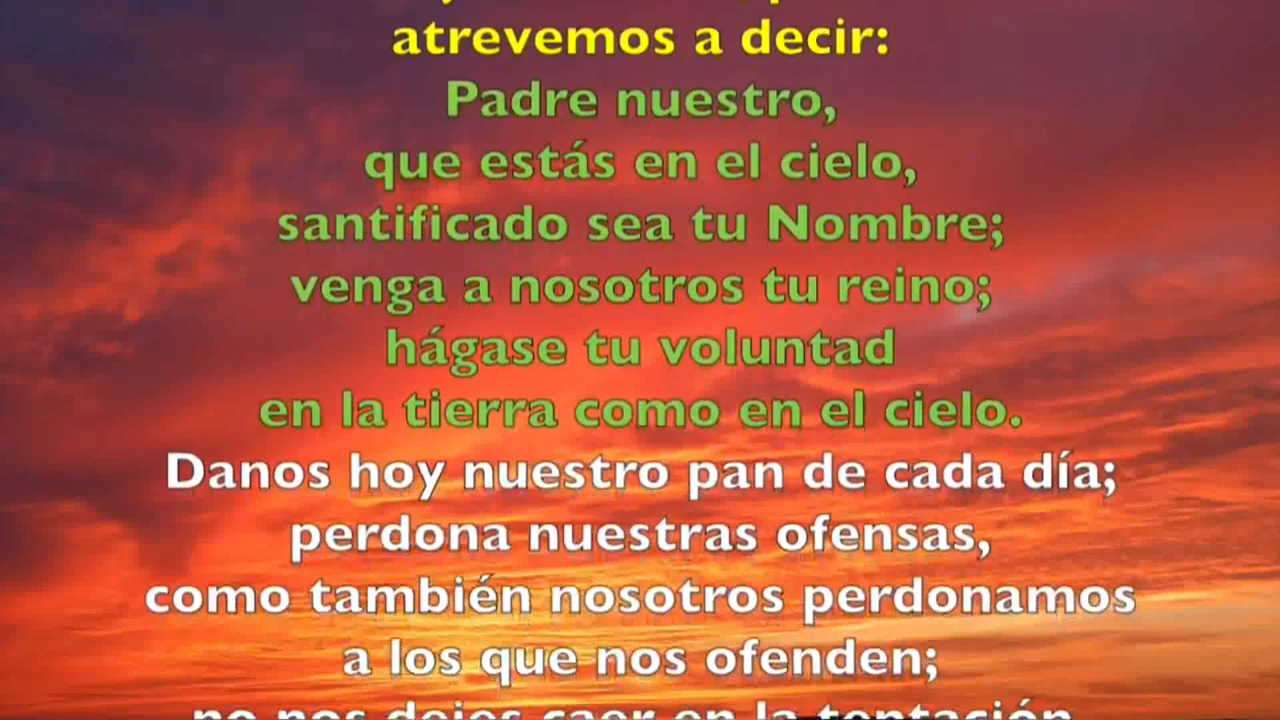 atrevemos a decir:
Padre nuestro,
que estás en el cielo,
santificado sea tu Nombre;
venga a nosotros tu reino;
hágase tu voluntad
en la tierra como en el cielo.
Danos hoy nuestro pan de cada día;
perdona nuestras ofensas,
como también nosotros perdonamos
a los que nos ofenden;
no nos dejes caer en la tentación